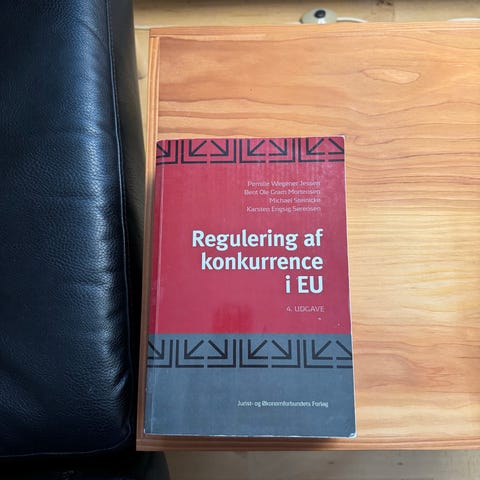 Pernille Wegener Jessen
Bent Ole Gram Mortensen
Michael Steinicke
Karsten Engsig Sørensen
Regulering af
konkurrence
i EU
4. UDGAVE
Jurist- og Økonomforbundets Forlag